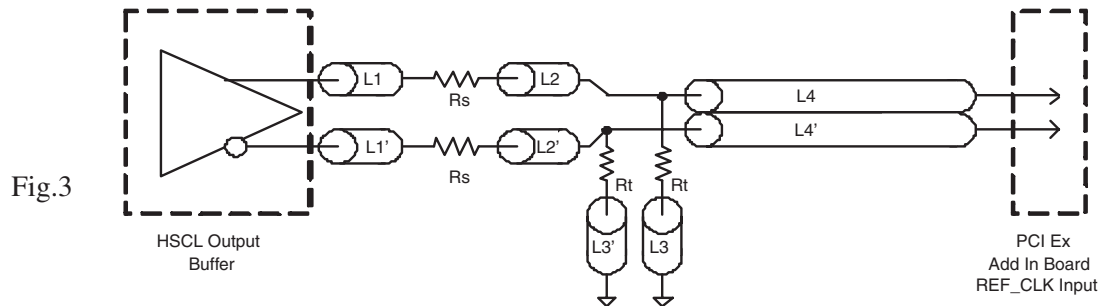 L1
Rs
L2
L4
L1'
Rs
L2'
L4'
Rt
Rt
L3'
L3
Fig.3
HSCL Output
Buffer
PCI Ex
Add In Board
REF_CLK Input